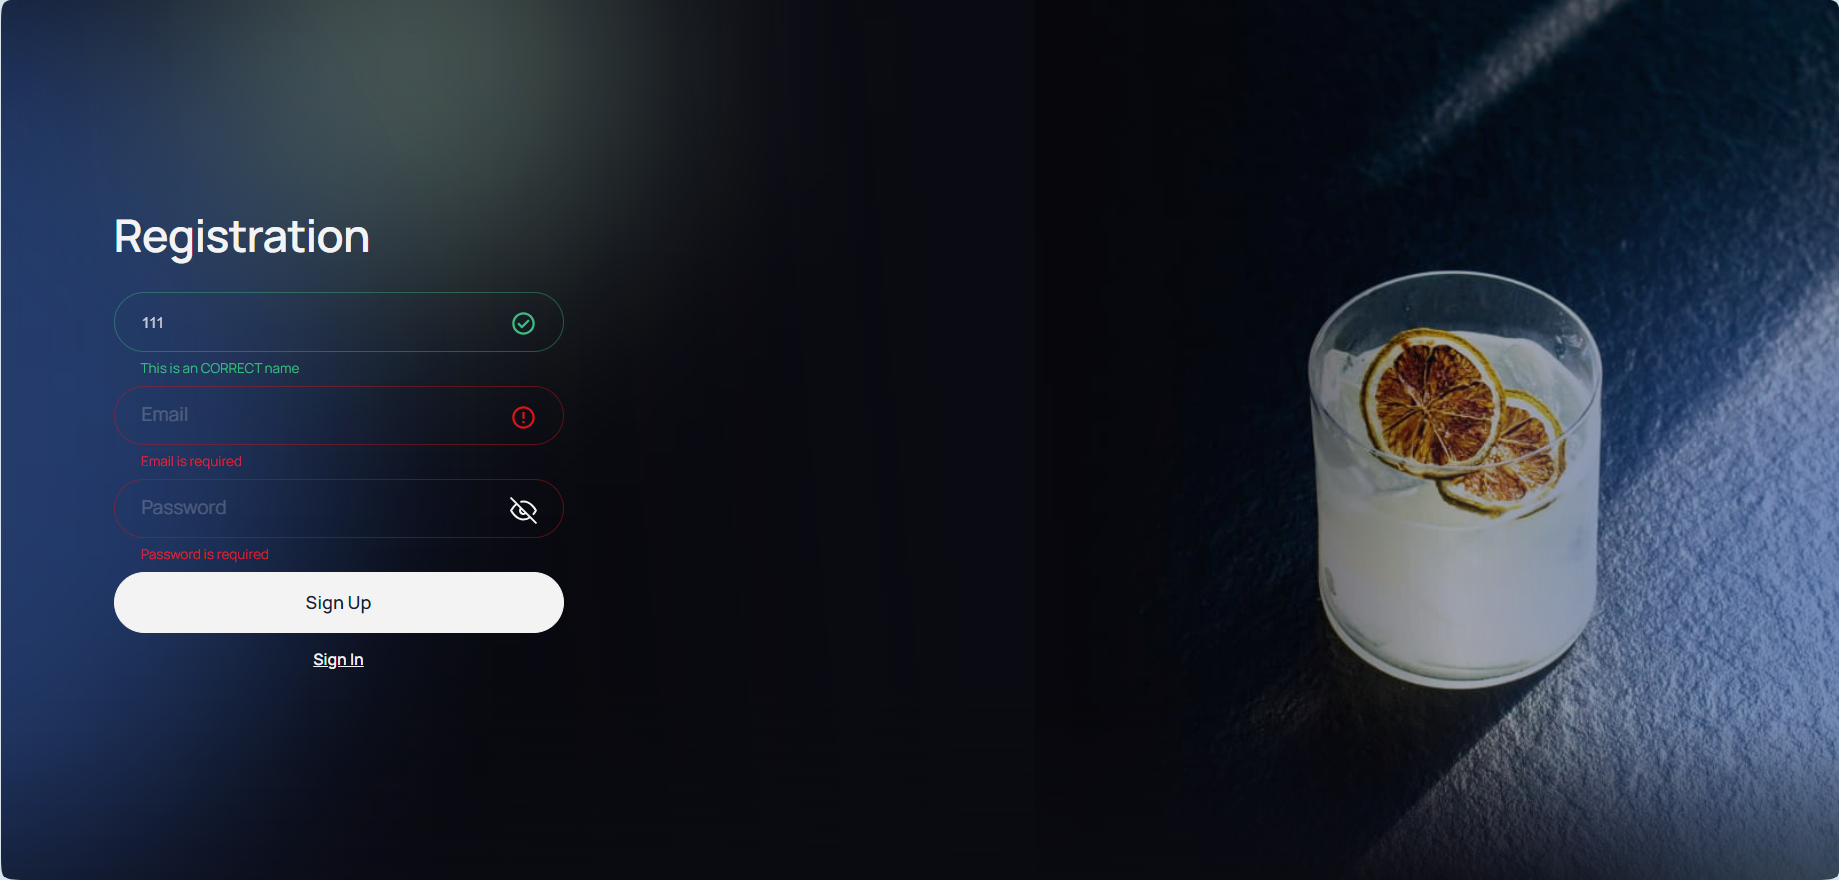 Registration
111
This is an CORRECT name
Email
Email is required
Password
Password is required
Sign Up
Sign In